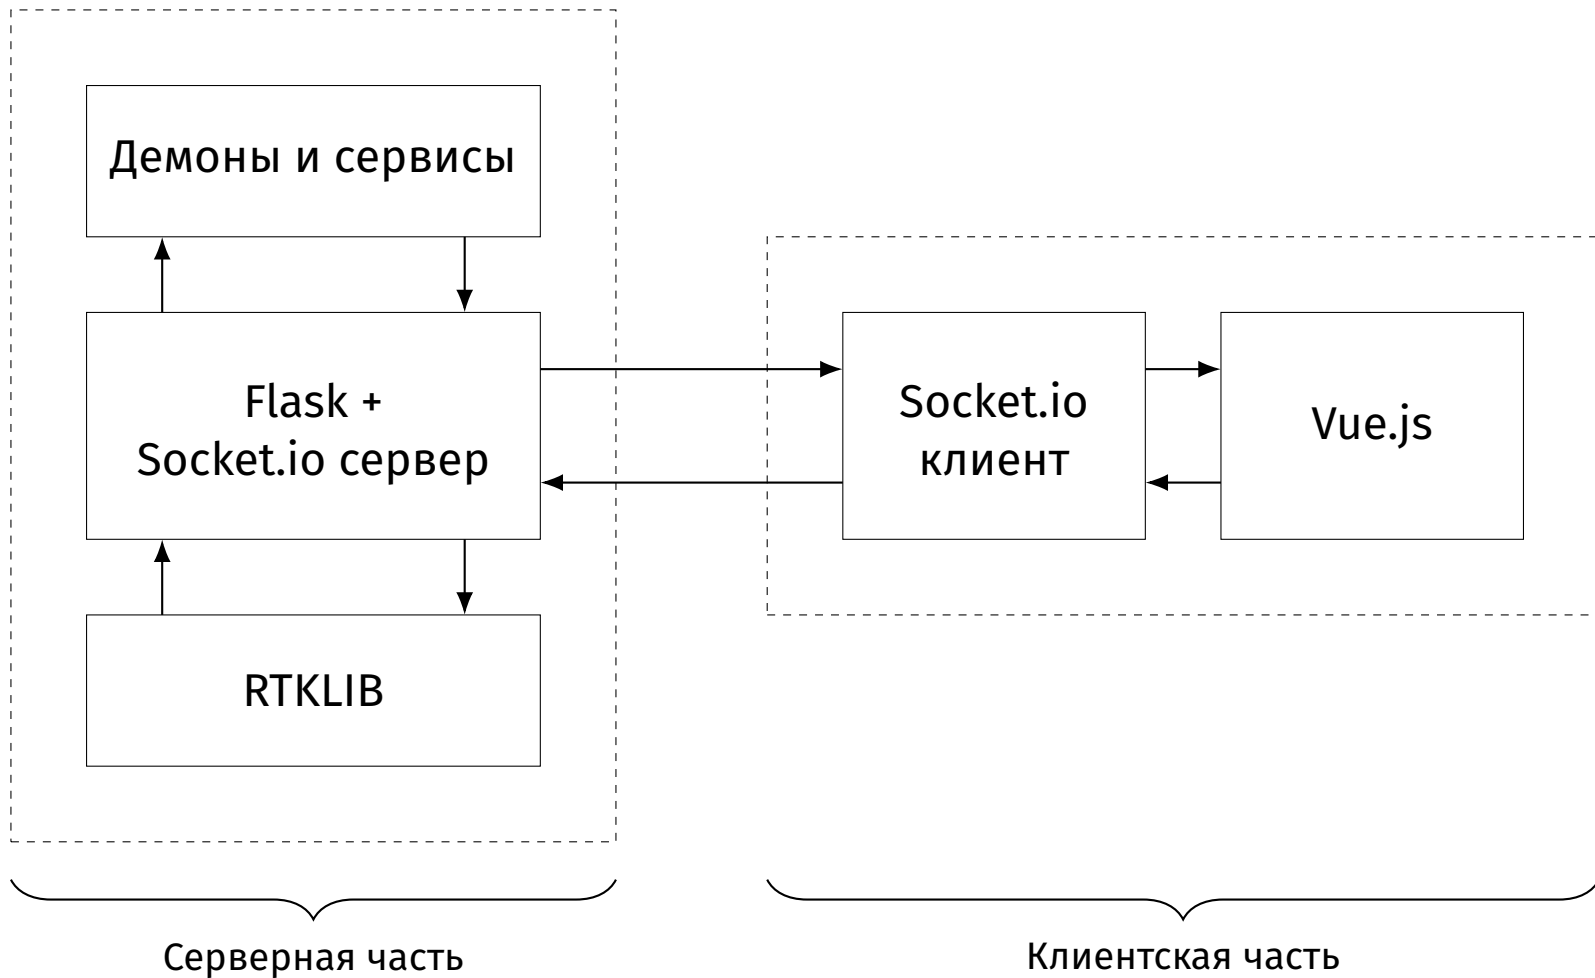 Демоны и сервисы
Flask +
Socket.io сервер
RTKLIB
Socket.io
клиент
Vue.js
Серверная часть
Клиентская часть